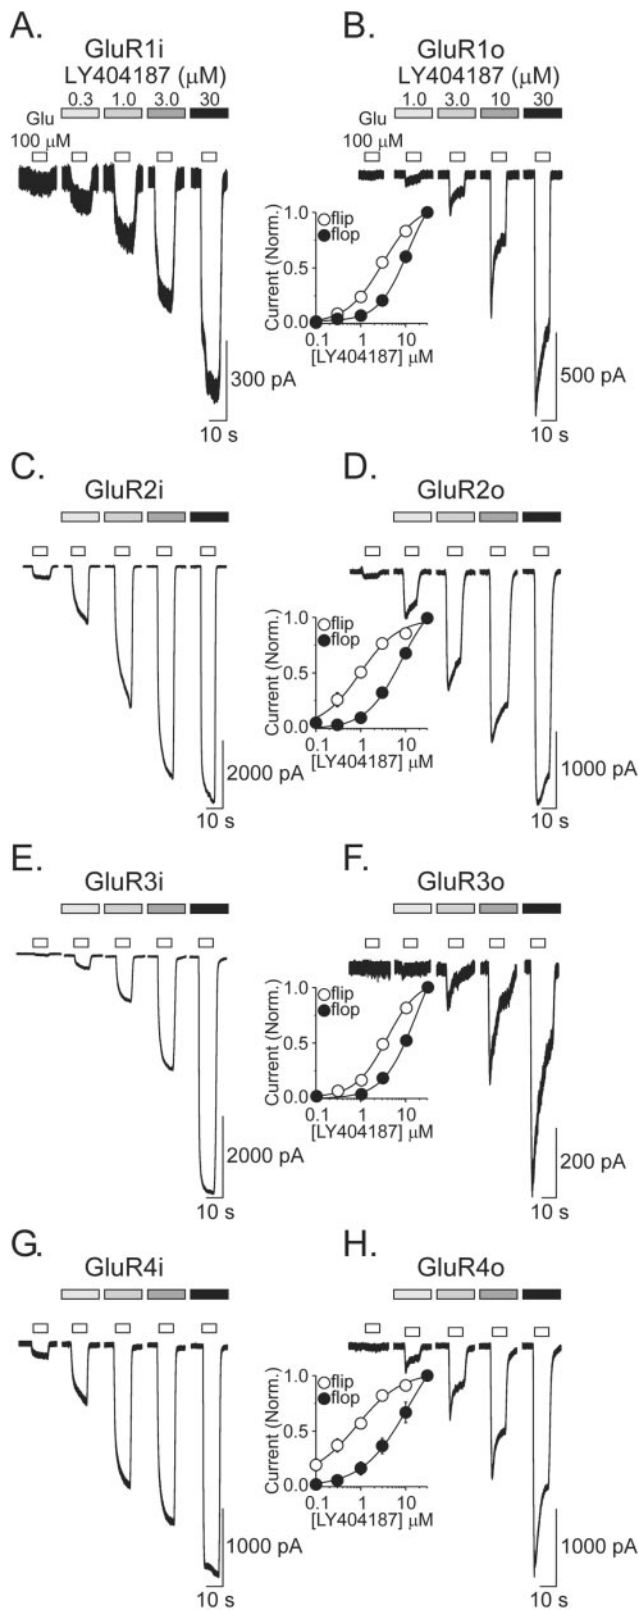 A.
GluR1i
LY404187 (μM)
0.3 1.0 3.0 30
Glu
100 μM
300 pA
10 s
B.
GluR1o
LY404187 (μM)
1.0 3.0 10 30
Glu
100 μM
500 pA
10 s
flip
flop
Current (Norm.)
1.0
0.5
0.0
0.1 1 10
[LY404187] μM
C.
GluR2i
2000 pA
10 s
D.
GluR2o
1000 pA
10 s
flip
flop
Current (Norm.)
1.0
0.5
0.0
0.1 1 10
[LY404187] μM
E.
GluR3i
2000 pA
10 s
F.
GluR3o
200 pA
10 s
flip
flop
Current (Norm.)
1.0
0.5
0.0
0.1 1 10
[LY404187] μM
G.
GluR4i
1000 pA
10 s
H.
GluR4o
1000 pA
10 s
flip
flop
Current (Norm.)
1.0
0.5
0.0
0.1 1 10
[LY404187] μM